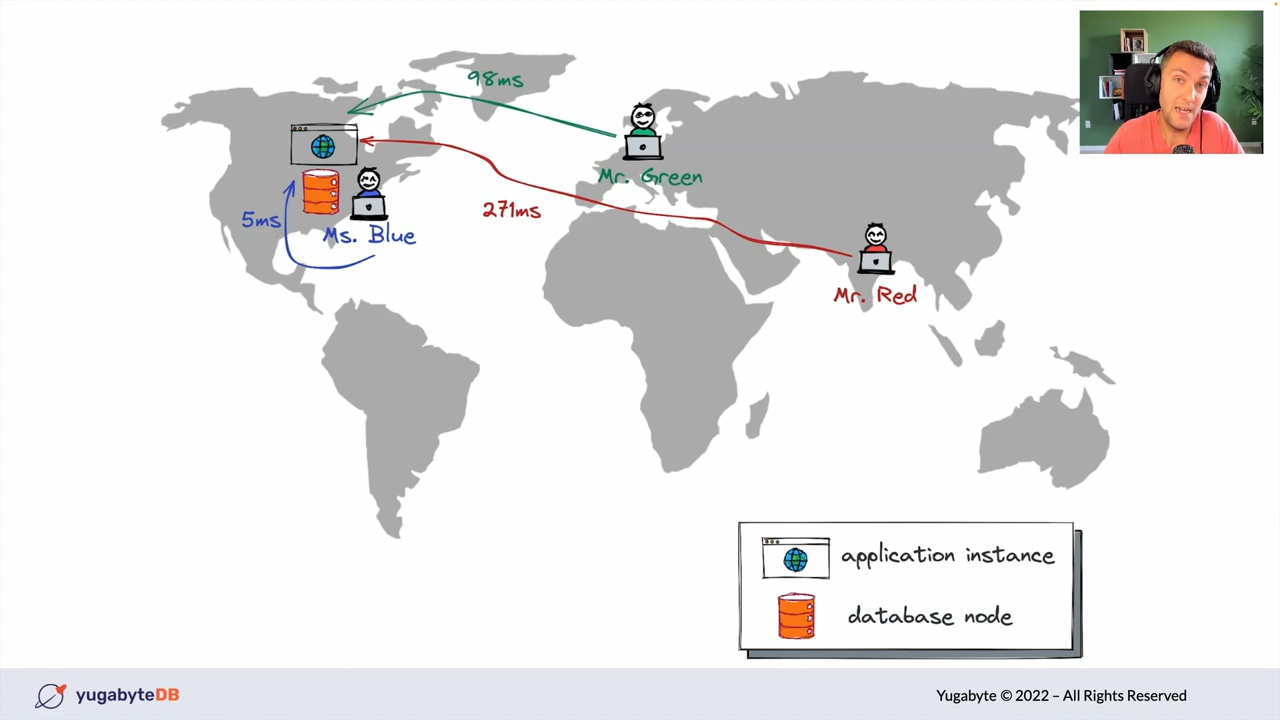 98ms
Mr. Green
271ms
5ms
Ms. Blue
Mr. Red
application instance
database node
yugabyteDB
Yugabyte © 2022 – All Rights Reserved